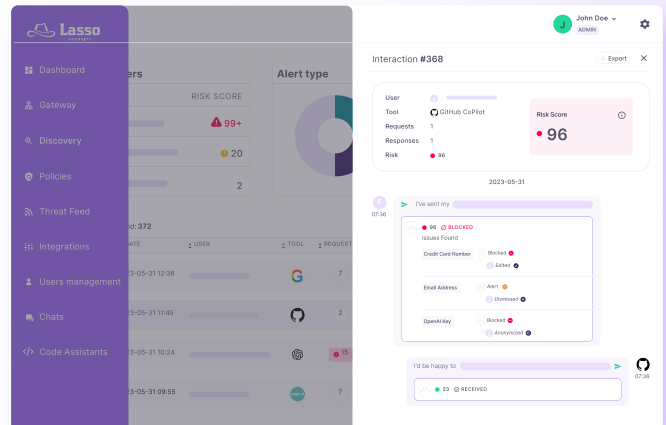 Lasso
SECURITY
Dashboard
Gateway
Discovery
Policies
Threat Feed
Integrations
Users management
Chats
Code Assistants
ers
RISK SCORE
99+
20
2
Alert type
nd: 372
DATE
USER
TOOL
REQUEST
23-05-31 12:36
7
23-05-31 11:45
2
23-05-31 10:24
15
23-05-31 09:55
7
J
John Doe
ADMIN
Interaction #368
Export
User
Tool
GitHub CoPilot
Requests
1
Responses
1
Risk
96
Risk Score
96
2023-05-31
07:36
I've sent my
96 BLOCKED
Issues Found
Credit Card Number
Blocked
Edited
Email Address
Alert
Dismissed
OpenAI Key
Blocked
Anonymized
I'd be happy to
07:36
23 RECEIVED